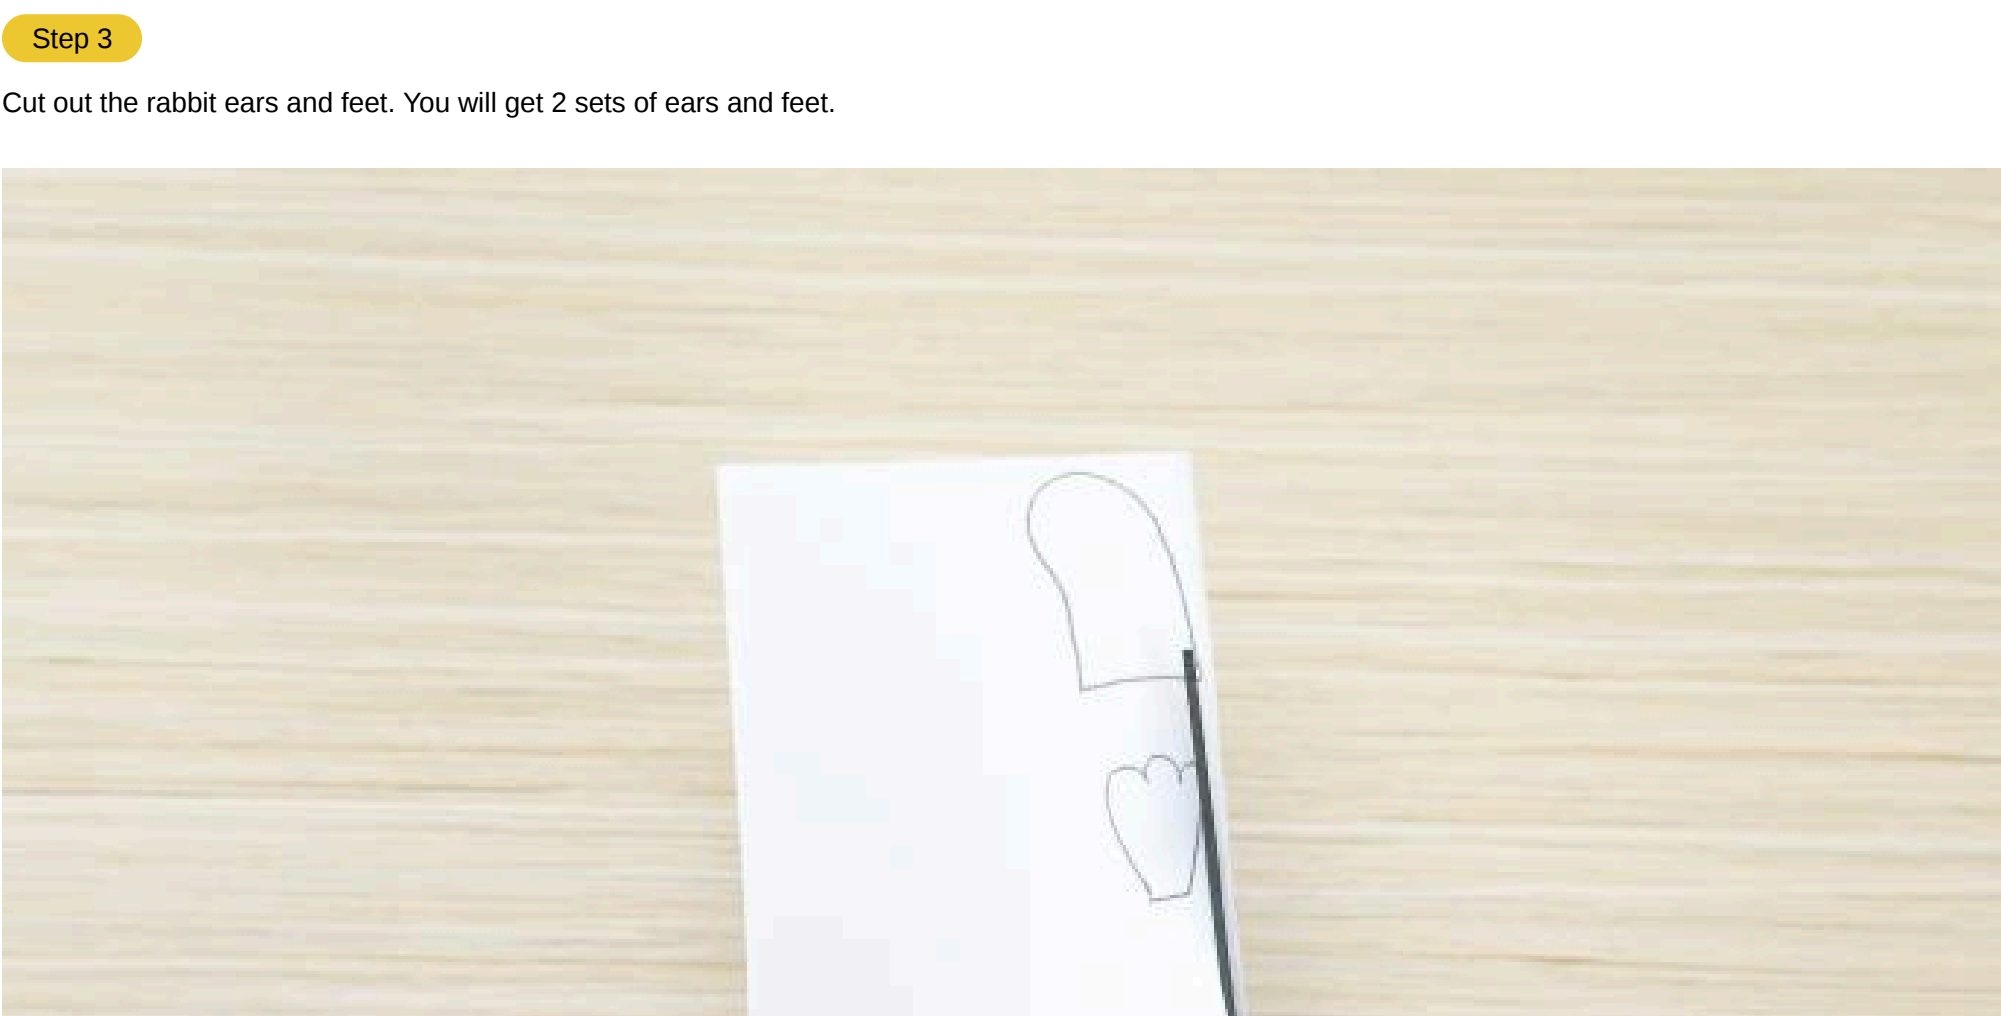 Step 3
Cut out the rabbit ears and feet. You will get 2 sets of ears and feet.